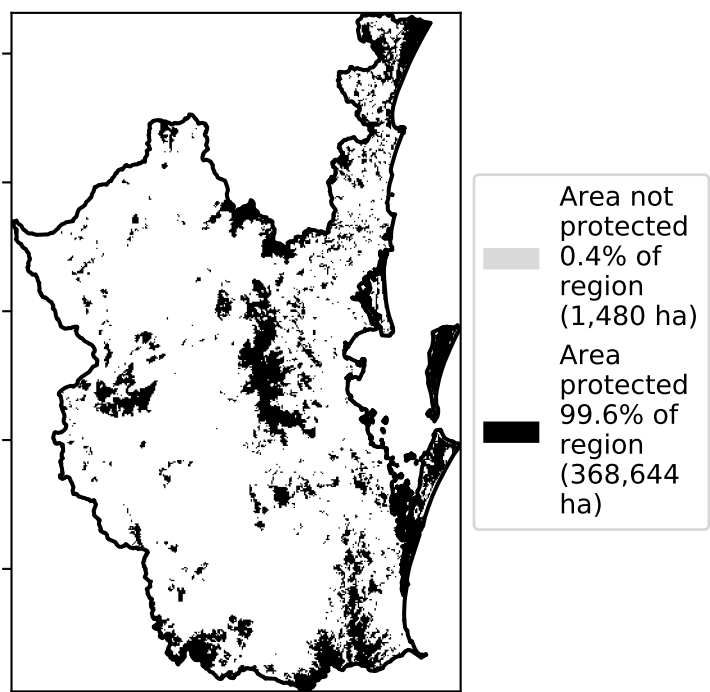 Area not
protected
0.4% of
region
(1,480 ha)
Area
protected
99.6% of
region
(368,644
ha)